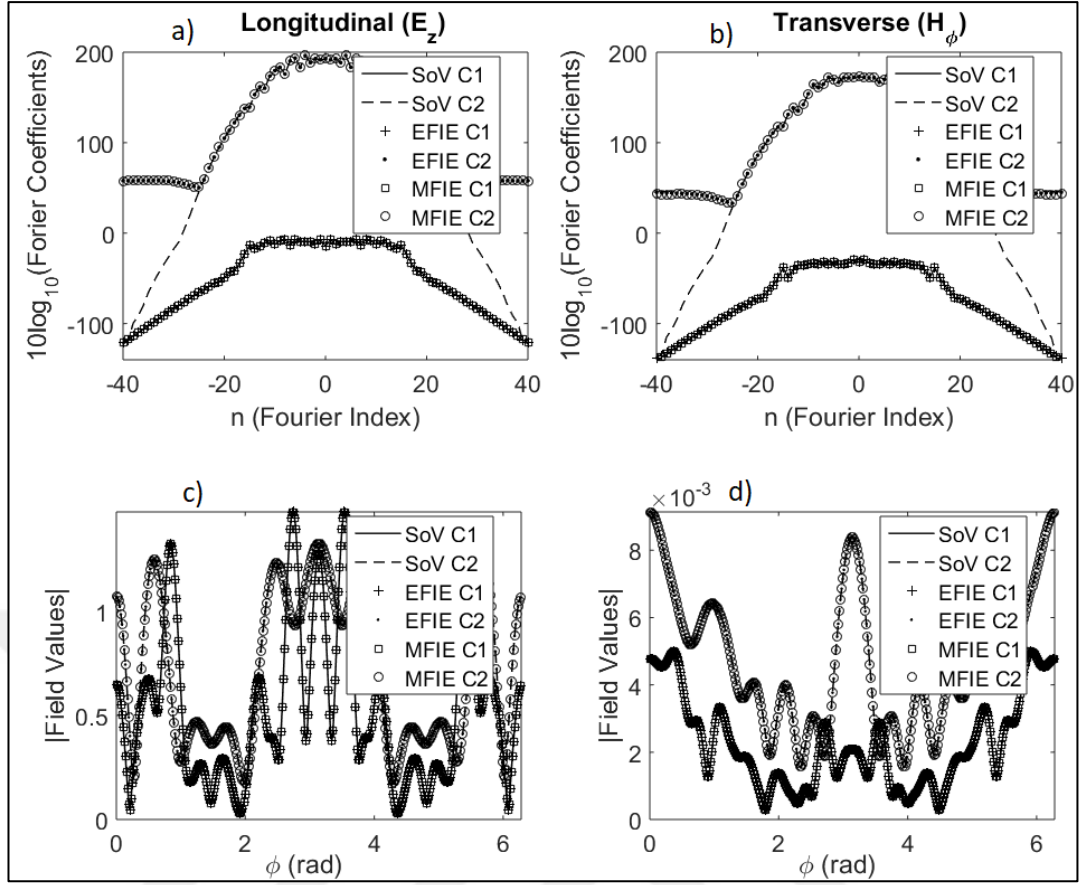 Longitudinal (E_z)
Transverse (H_ϕ)
a)
b)
200
100
0
-100
10log_10(Forier Coefficients)
SoV C1
SoV C2
EFIE C1
EFIE C2
MFIE C1
MFIE C2
-40
-20
0
20
40
n (Fourier Index)
200
100
0
-100
10log_10(Forier Coefficients)
SoV C1
SoV C2
EFIE C1
EFIE C2
MFIE C1
MFIE C2
-40
-20
0
20
40
n (Fourier Index)
c)
1
0.5
0
|Field Values|
SoV C1
SoV C2
EFIE C1
EFIE C2
MFIE C1
MFIE C2
0
2
4
6
ϕ (rad)
d)
×10^-3
8
6
4
2
0
|Field Values|
SoV C1
SoV C2
EFIE C1
EFIE C2
MFIE C1
MFIE C2
0
2
4
6
ϕ (rad)